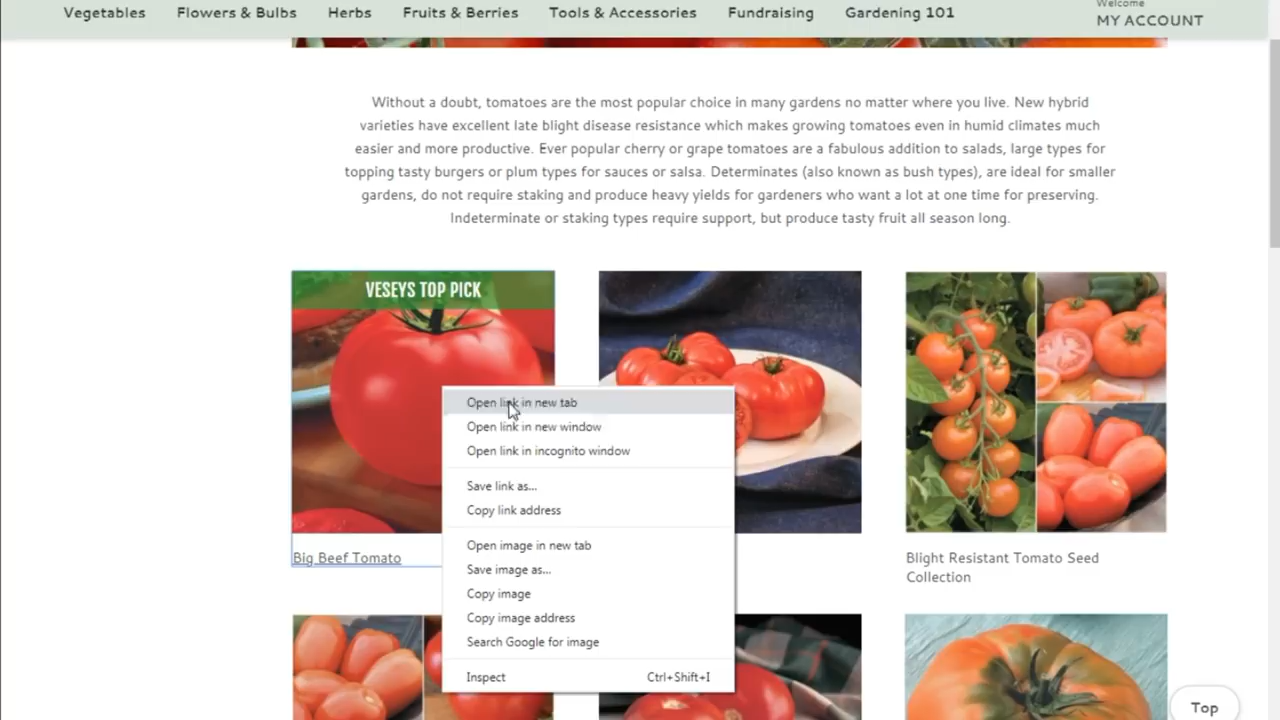 Vegetables Flowers & Bulbs Herbs Fruits & Berries Tools & Accessories Fundraising Gardening 101
Welcome
MY ACCOUNT
Without a doubt, tomatoes are the most popular choice in many gardens no matter where you live. New hybrid
varieties have excellent late blight disease resistance which makes growing tomatoes even in humid climates much
easier and more productive. Ever popular cherry or grape tomatoes are a fabulous addition to salads, large types for
topping tasty burgers or plum types for sauces or salsa. Determinates (also known as bush types), are ideal for smaller
gardens, do not require staking and produce heavy yields for gardeners who want a lot at one time for preserving.
Indeterminate or staking types require support, but produce tasty fruit all season long.
VESEYS TOP PICK
Big Beef Tomato
Open link in new tab
Open link in new window
Open link in incognito window
Save link as...
Copy link address
Open image in new tab
Save image as...
Copy image
Copy image address
Search Google for image
Inspect Ctrl+Shift+I
Blight Resistant Tomato Seed
Collection
Top